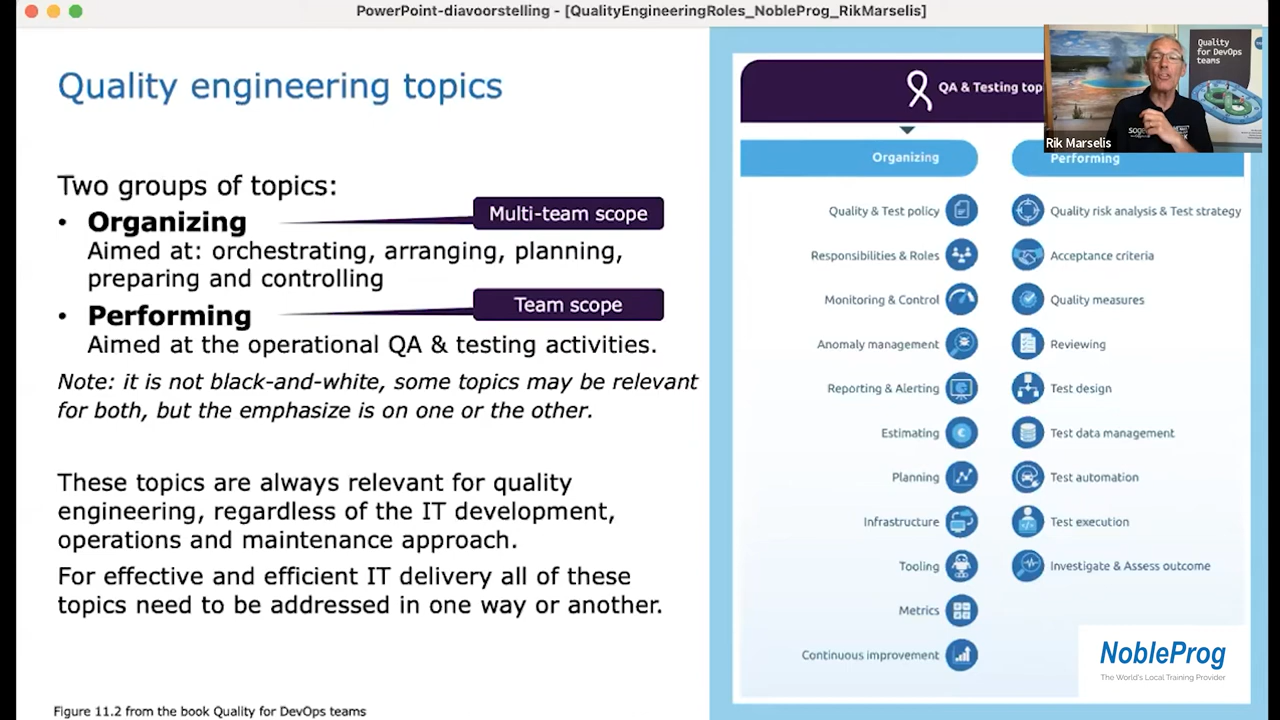 PowerPoint-diavoorstelling - [QualityEngineeringRoles_NobleProg_RikMarselis]
Quality engineering topics
Two groups of topics:
• Organizing
Multi-team scope
Aimed at: orchestrating, arranging, planning,
preparing and controlling
• Performing
Team scope
Aimed at the operational QA & testing activities.
Note: it is not black-and-white, some topics may be relevant
for both, but the emphasize is on one or the other.
These topics are always relevant for quality
engineering, regardless of the IT development,
operations and maintenance approach.
For effective and efficient IT delivery all of these
topics need to be addressed in one way or another.
Figure 11.2 from the book Quality for DevOps teams
QA & Testing top
Organizing
Quality & Test policy
Responsibilities & Roles
Monitoring & Control
Anomaly management
Reporting & Alerting
Estimating
Planning
Infrastructure
Tooling
Metrics
Continuous improvement
Performing
Quality risk analysis & Test strategy
Acceptance criteria
Quality measures
Reviewing
Test design
Test data management
Test automation
Test execution
Investigate & Assess outcome
Quality
for DevOps
teams
Rik Marselis
NobleProg
The World's Local Training Provider